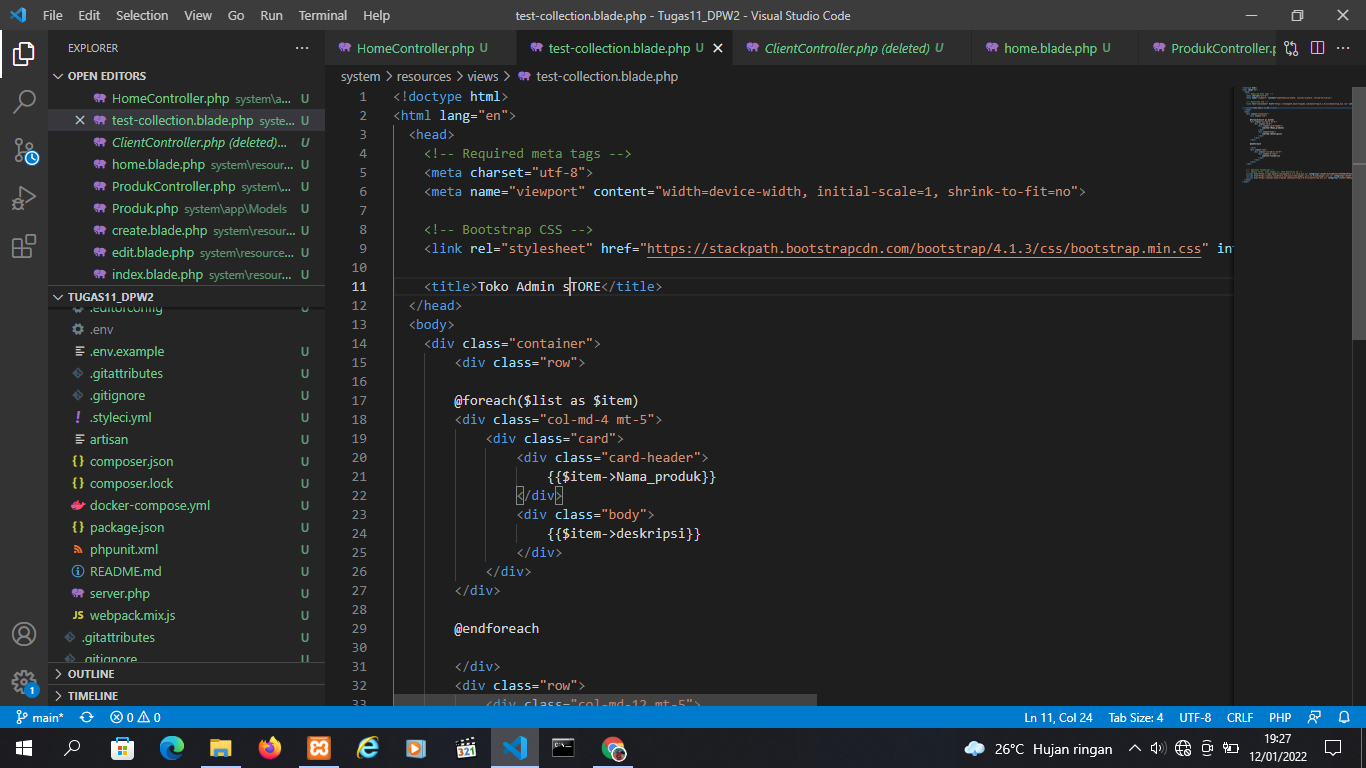 File Edit Selection View Go Run Terminal Help test-collection.blade.php - Tugas11_DPW2 - Visual Studio Code
EXPLORER
HomeController.php U test-collection.blade.php U ClientController.php (deleted) U home.blade.php U ProdukController.p
system > resources > views > test-collection.blade.php
OPEN EDITORS
HomeController.php system\a... U
test-collection.blade.php syste... U
ClientController.php (deleted)... U
home.blade.php system\resour... U
ProdukController.php system\... U
Produk.php system\app\Models U
create.blade.php system\resour... U
edit.blade.php system\resource... U
index.blade.php system\resour... U
TUGAS11_DPW2
.editorconfig U
.env
.env.example U
.gitattributes U
.gitignore U
.styleci.yml U
artisan U
composer.json U
composer.lock U
docker-compose.yml U
package.json U
phpunit.xml U
README.md U
server.php U
webpack.mix.js U
.gitattributes U
.gitignore U
OUTLINE
TIMELINE
1 <!doctype html>
2 <html lang="en">
3 <head>
4 <!-- Required meta tags -->
5 <meta charset="utf-8">
6 <meta name="viewport" content="width=device-width, initial-scale=1, shrink-to-fit=no">
7
8 <!-- Bootstrap CSS -->
9 <link rel="stylesheet" href="https://stackpath.bootstrapcdn.com/bootstrap/4.1.3/css/bootstrap.min.css" in
10
11 <title>Toko Admin sTORE</title>
12 </head>
13 <body>
14 <div class="container">
15 <div class="row">
16
17 @foreach($list as $item)
18 <div class="col-md-4 mt-5">
19 <div class="card">
20 <div class="card-header">
21 {{$item->Nama_produk}}
22 </div>
23 <div class="body">
24 {{$item->deskripsi}}
25 </div>
26 </div>
27 </div>
28
29 @endforeach
30
31 </div>
32 <div class="row">
33 <div class="col-md-12 mt-5">
main* 0 0 Ln 11, Col 24 Tab Size: 4 UTF-8 CRLF PHP
26°C Hujan ringan 19:27
12/01/2022